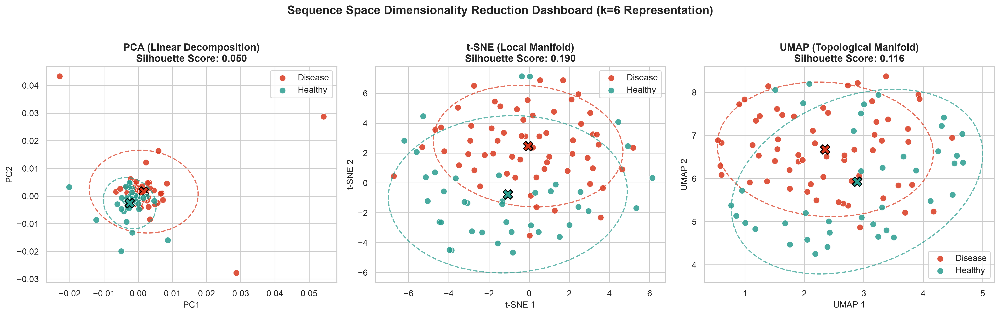 Sequence Space Dimensionality Reduction Dashboard (k=6 Representation)
PCA (Linear Decomposition)
Silhouette Score: 0.050
Disease
Healthy
0.04
0.03
0.02
0.01
0.00
−0.01
−0.02
−0.03
PC2
−0.02
−0.01
0.00
0.01
0.02
0.03
0.04
0.05
PC1
t-SNE (Local Manifold)
Silhouette Score: 0.190
Disease
Healthy
6
4
2
0
−2
−4
−6
t-SNE 2
−6
−4
−2
0
2
4
6
t-SNE 1
UMAP (Topological Manifold)
Silhouette Score: 0.116
8
7
6
5
4
UMAP 2
Disease
Healthy
1
2
3
4
5
UMAP 1